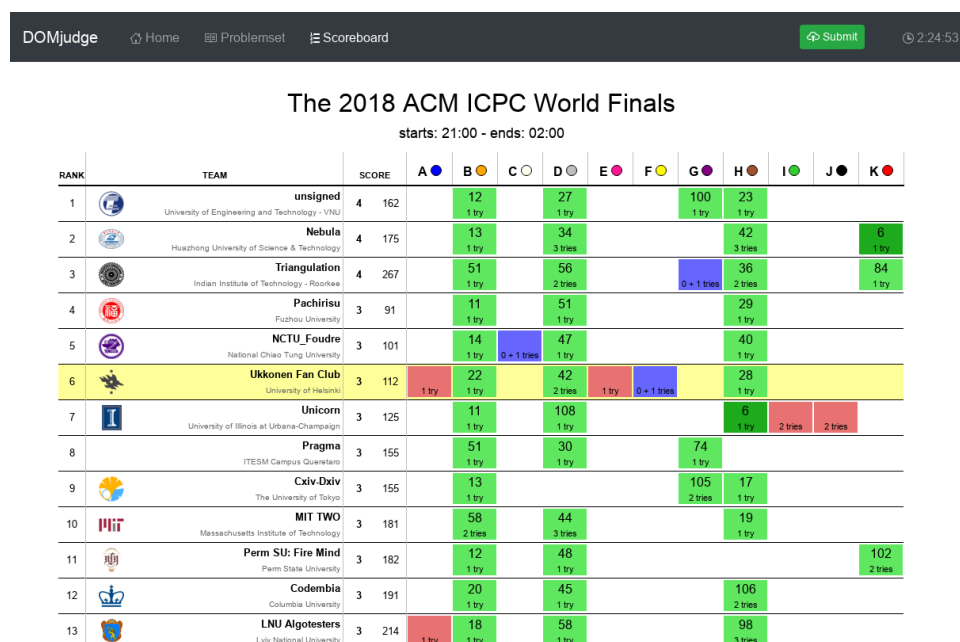 DOMjudge Home Problemset Scoreboard Submit 2:24:53
The 2018 ACM ICPC World Finals
starts: 21:00 - ends: 02:00
RANK TEAM SCORE A B C D E F G H I J K
1 unsigned 4 162 12 27 100 23
University of Engineering and Technology - VNU 1 try 1 try 1 try 1 try
2 Nebula 4 175 13 34 42 6
Huazhong University of Science & Technology 1 try 3 tries 3 tries 1 try
3 Triangulation 4 267 51 56 36 84
Indian Institute of Technology - Roorkee 1 try 2 tries 0 + 1 tries 2 tries 1 try
4 Pachirisu 3 91 11 51 29
Fuzhou University 1 try 1 try 1 try
5 NCTU_Foudre 3 101 14 47 40
National Chiao Tung University 1 try 0 + 1 tries 1 try 1 try
6 Ukkonen Fan Club 3 112 22 42 28
University of Helsinki 1 try 1 try 2 tries 1 try 0 + 1 tries 1 try
7 I Unicorn 3 125 11 108 6
University of Illinois at Urbana-Champaign 1 try 1 try 1 try 2 tries 2 tries
8 Pragma 3 155 51 30 74
ITESM Campus Queretaro 1 try 1 try 1 try
9 Cxiv-Dxiv 3 155 13 105 17
The University of Tokyo 1 try 2 tries 1 try
10 MIT MIT TWO 3 181 58 44 19
Massachusetts Institute of Technology 2 tries 3 tries 1 try
11 Perm SU: Fire Mind 3 182 12 48 102
Perm State University 1 try 1 try 2 tries
12 Codembia 3 191 20 45 106
Columbia University 1 try 1 try 2 tries
13 LNU Algotesters 3 214 18 58 98
Lviv National University 1 try 1 try 1 try 3 tries